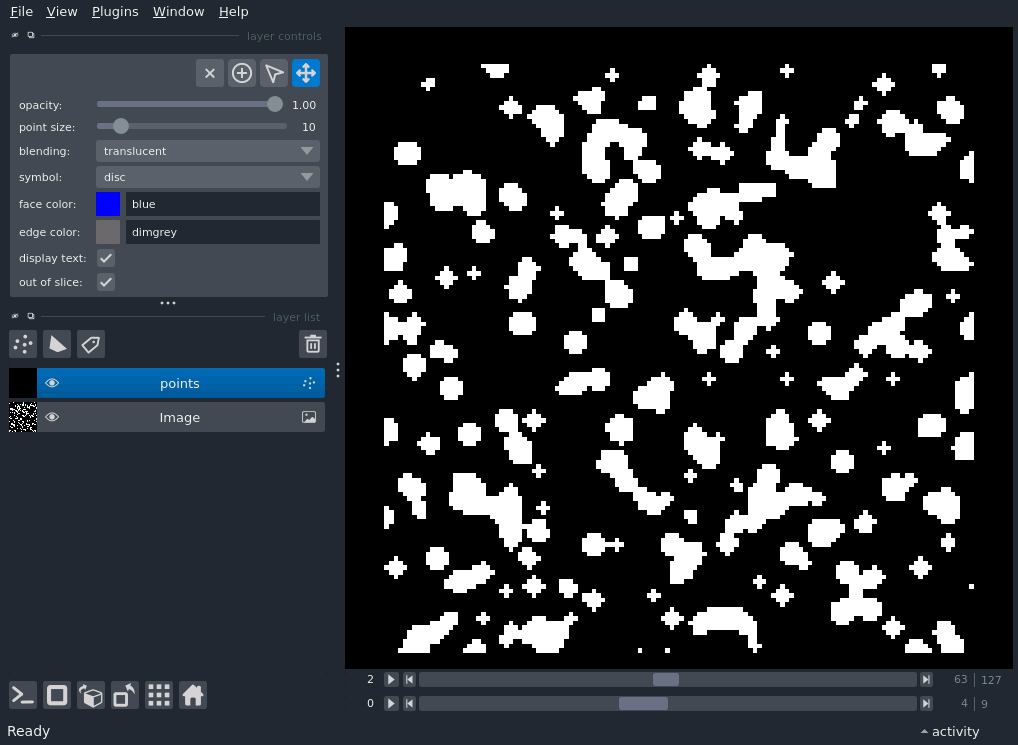 File View Plugins Window Help
layer controls
opacity: 1.00
point size: 10
blending: translucent
symbol: disc
face color: blue
edge color: dimgrey
display text:
out of slice:
layer list
points
Image
2 63 127
0 4 9
Ready activity